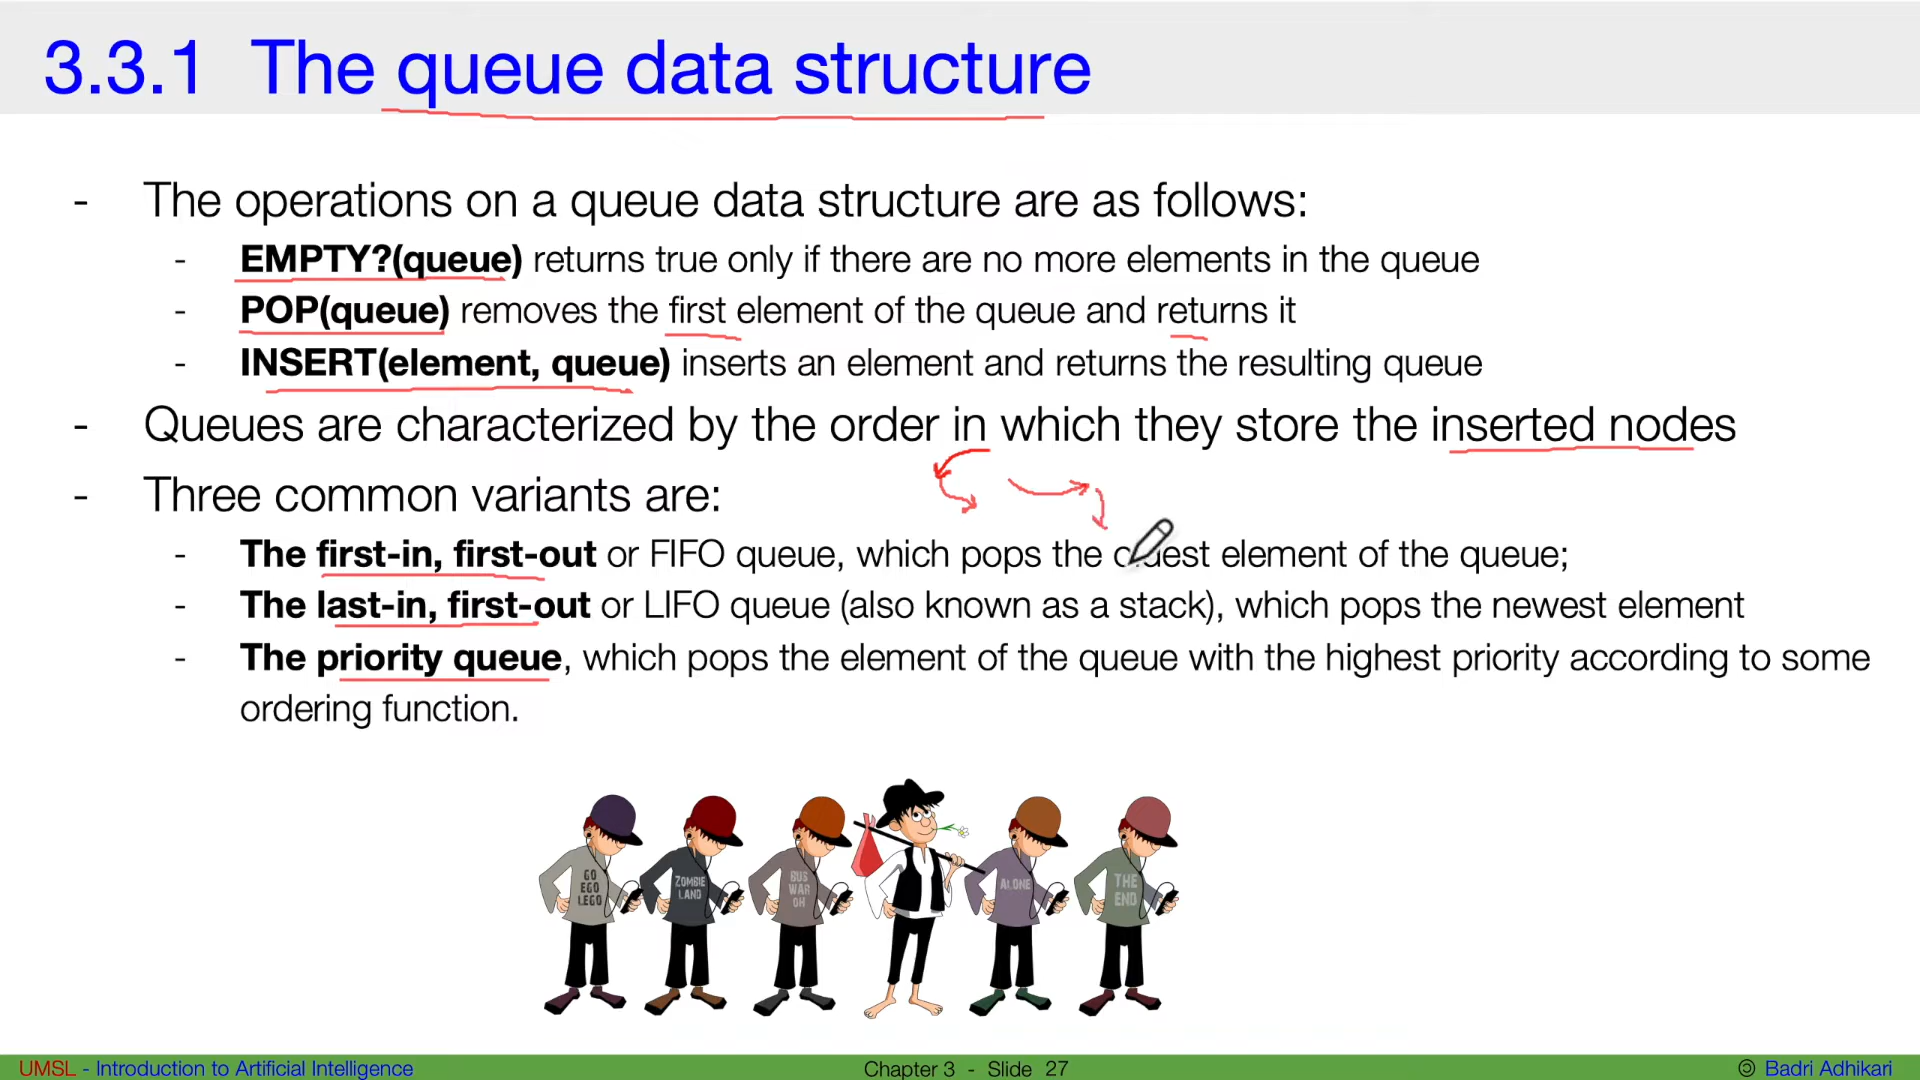 3.3.1 The queue data structure
- The operations on a queue data structure are as follows:
- EMPTY?(queue) returns true only if there are no more elements in the queue
- POP(queue) removes the first element of the queue and returns it
- INSERT(element, queue) inserts an element and returns the resulting queue
- Queues are characterized by the order in which they store the inserted nodes
- Three common variants are:
- The first-in, first-out or FIFO queue, which pops the oldest element of the queue;
- The last-in, first-out or LIFO queue (also known as a stack), which pops the newest element
- The priority queue, which pops the element of the queue with the highest priority according to some
ordering function.
GO
EGO
LEGO
ZOMBIE
LAND
BUS
WAR
OH
ALONE
THE
END
UMSL - Introduction to Artificial Intelligence
Chapter 3 - Slide 27
Badri Adhikari